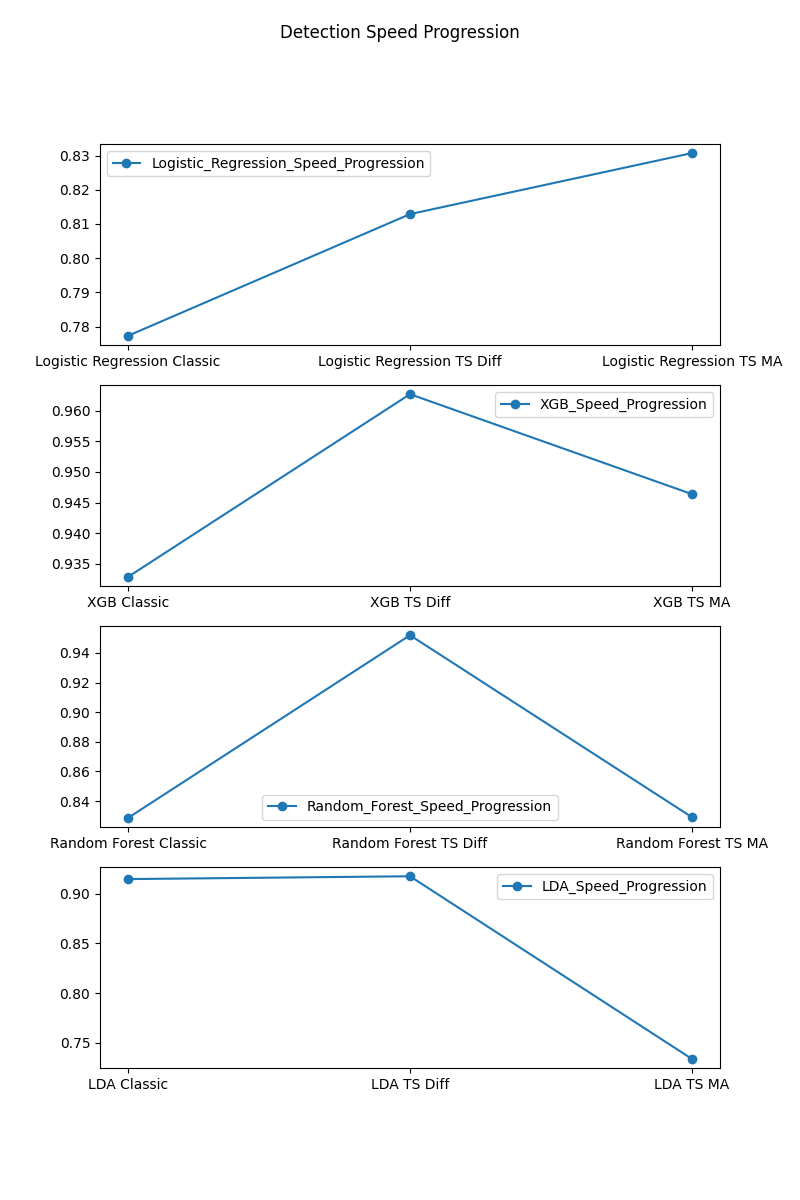 Detection Speed Progression
0.83
0.82
0.81
0.80
0.79
0.78
Logistic_Regression_Speed_Progression
Logistic Regression Classic
Logistic Regression TS Diff
Logistic Regression TS MA
0.960
0.955
0.950
0.945
0.940
0.935
XGB_Speed_Progression
XGB Classic
XGB TS Diff
XGB TS MA
0.94
0.92
0.90
0.88
0.86
0.84
Random_Forest_Speed_Progression
Random Forest Classic
Random Forest TS Diff
Random Forest TS MA
0.90
0.85
0.80
0.75
LDA_Speed_Progression
LDA Classic
LDA TS Diff
LDA TS MA